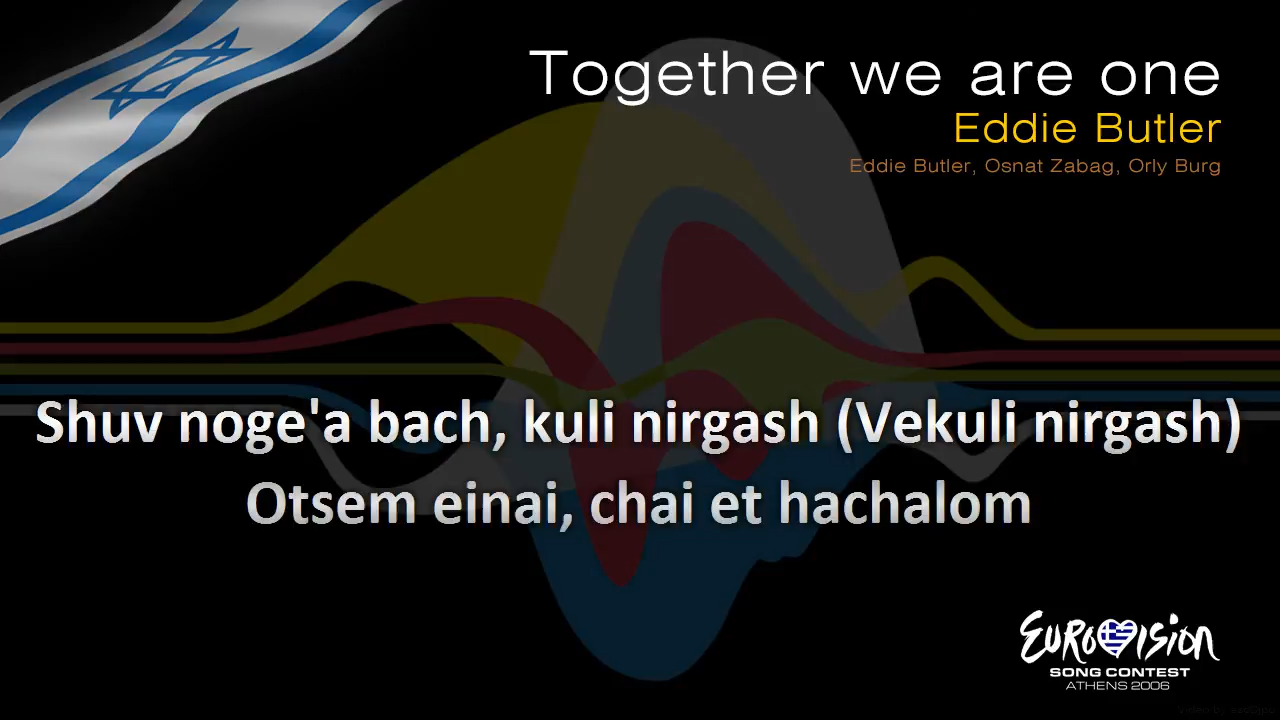 Together we are one
Eddie Butler
Eddie Butler, Osnat Zabag, Orly Burg
Shuv noge'a bach, kuli nirgash (Vekuli nirgash)
Otsem einai, chai et hachalom
EUROVISION
SONG CONTEST
ATHENS 2006